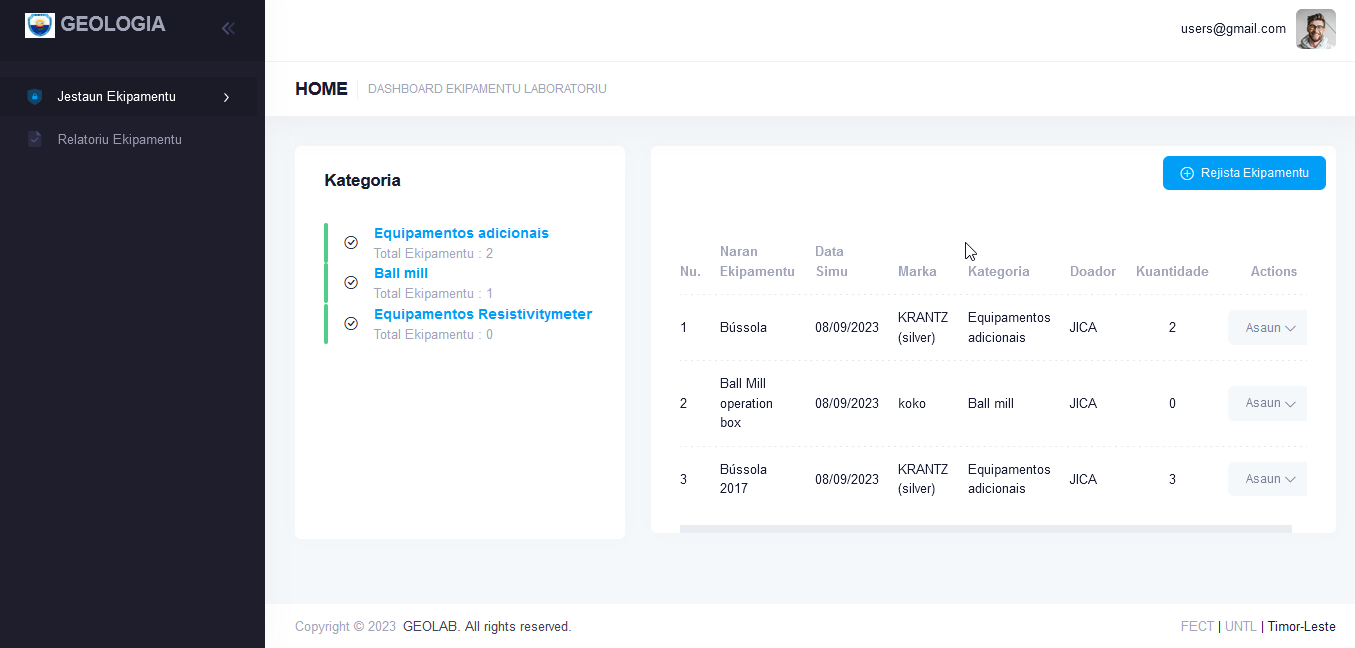 GEOLOGIA
users@gmail.com
Jestaun Ekipamentu
Relatoriu Ekipamentu
HOME
DASHBOARD EKIPAMENTU LABORATORIU
Kategoria
Equipamentos adicionais
Total Ekipamentu : 2
Ball mill
Total Ekipamentu : 1
Equipamentos Resistivitymeter
Total Ekipamentu : 0
Rejista Ekipamentu
Nu. Naran Ekipamentu Data Simu Marka Kategoria Doador Kuantidade Actions
1 Bússola 08/09/2023 KRANTZ (silver) Equipamentos adicionais JICA 2 Asaun
2 Ball Mill operation box 08/09/2023 koko Ball mill JICA 0 Asaun
3 Bússola 2017 08/09/2023 KRANTZ (silver) Equipamentos adicionais JICA 3 Asaun
Copyright © 2023 GEOLAB. All rights reserved.
FECT | UNTL | Timor-Leste